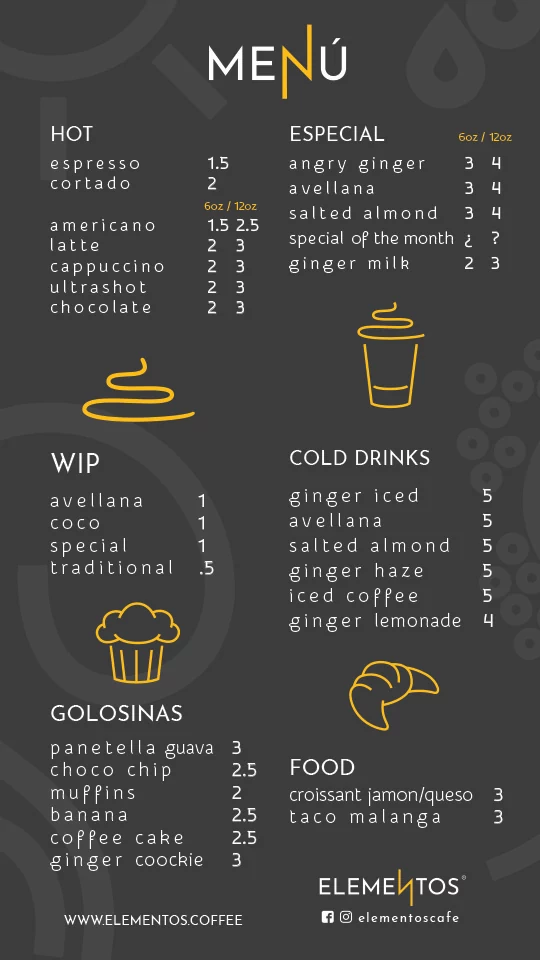 MENÚ
HOT
espresso 1.5
cortado 2
6oz / 12oz
americano 1.5 2.5
latte 2 3
cappuccino 2 3
ultrashot 2 3
chocolate 2 3
ESPECIAL 6oz / 12oz
angry ginger 3 4
avellana 3 4
salted almond 3 4
special of the month ¿ ?
ginger milk 2 3
WIP
avellana 1
coco 1
special 1
traditional .5
COLD DRINKS
ginger iced 5
avellana 5
salted almond 5
ginger haze 5
iced coffee 5
ginger lemonade 4
GOLOSINAS
panetella guava 3
choco chip 2.5
muffins 2
banana 2.5
coffee cake 2.5
ginger coockie 3
FOOD
croissant jamon/queso 3
taco malanga 3
ELEMENTOS®
elementoscafe
WWW.ELEMENTOS.COFFEE